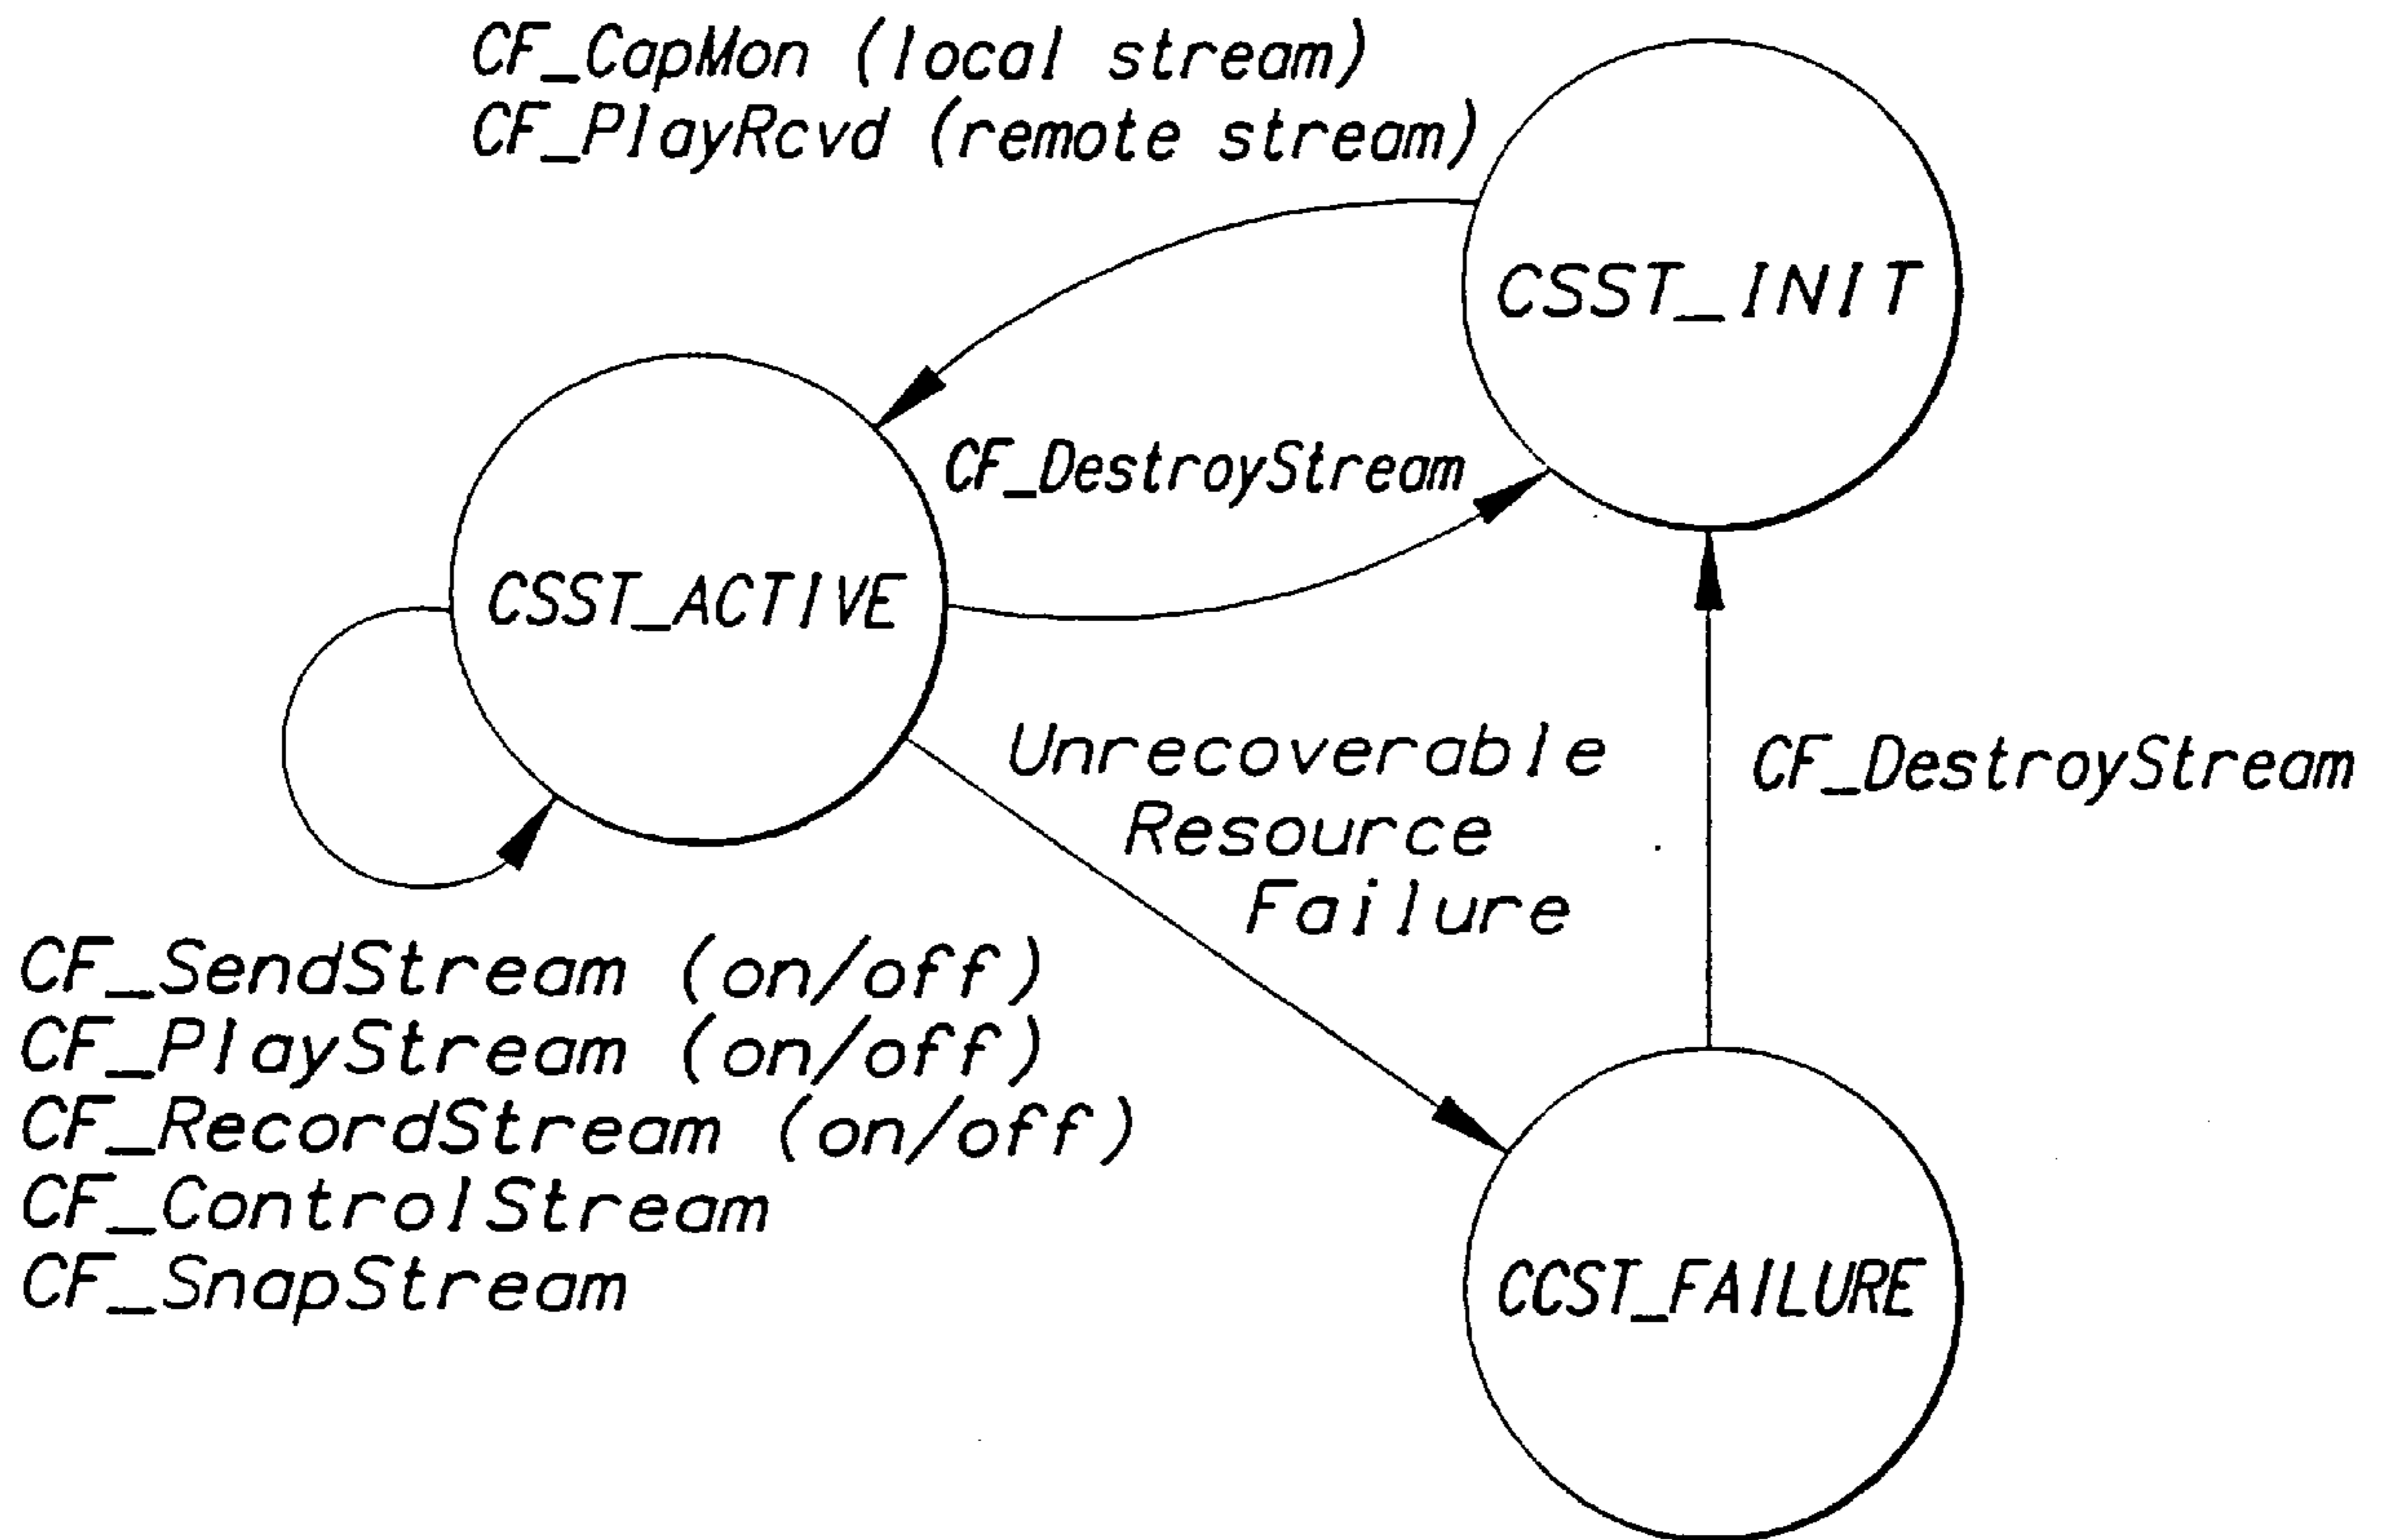 CF_CapMon (local stream)
CF_PlayRcvd (remote stream)
CSST_INIT
CF_DestroyStream
CSST_ACTIVE
Unrecoverable
Resource
Failure
CF_DestroyStream
CF_SendStream (on/off)
CF_PlayStream (on/off)
CF_RecordStream (on/off)
CF_ControlStream
CF_SnapStream
CCST_FAILURE